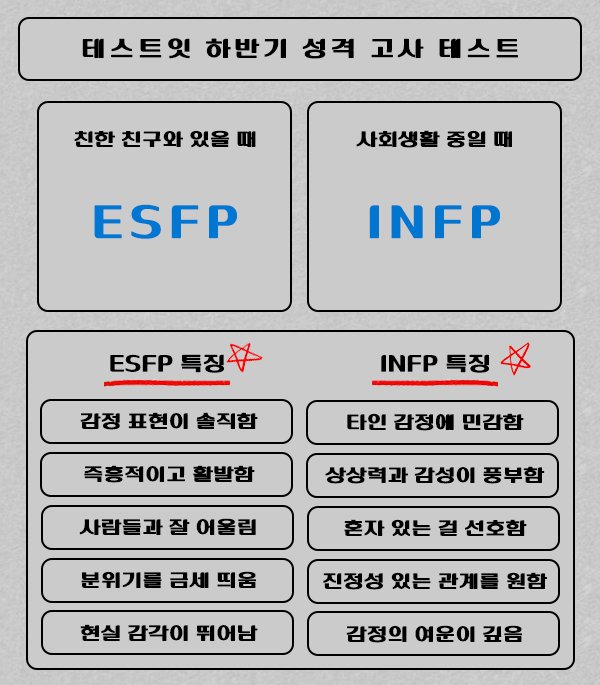 테스트잇 하반기 성격 고사 테스트
친한 친구와 있을 때
사회생활 중일 때
ESFP
INFP
ESFP 특징
INFP 특징
감정 표현이 솔직함
타인 감정에 민감함
즉흥적이고 활발함
상상력과 감성이 풍부함
사람들과 잘 어울림
혼자 있는 걸 선호함
분위기를 금세 띄움
진정성 있는 관계를 원함
현실 감각이 뛰어남
감정의 여운이 깊음